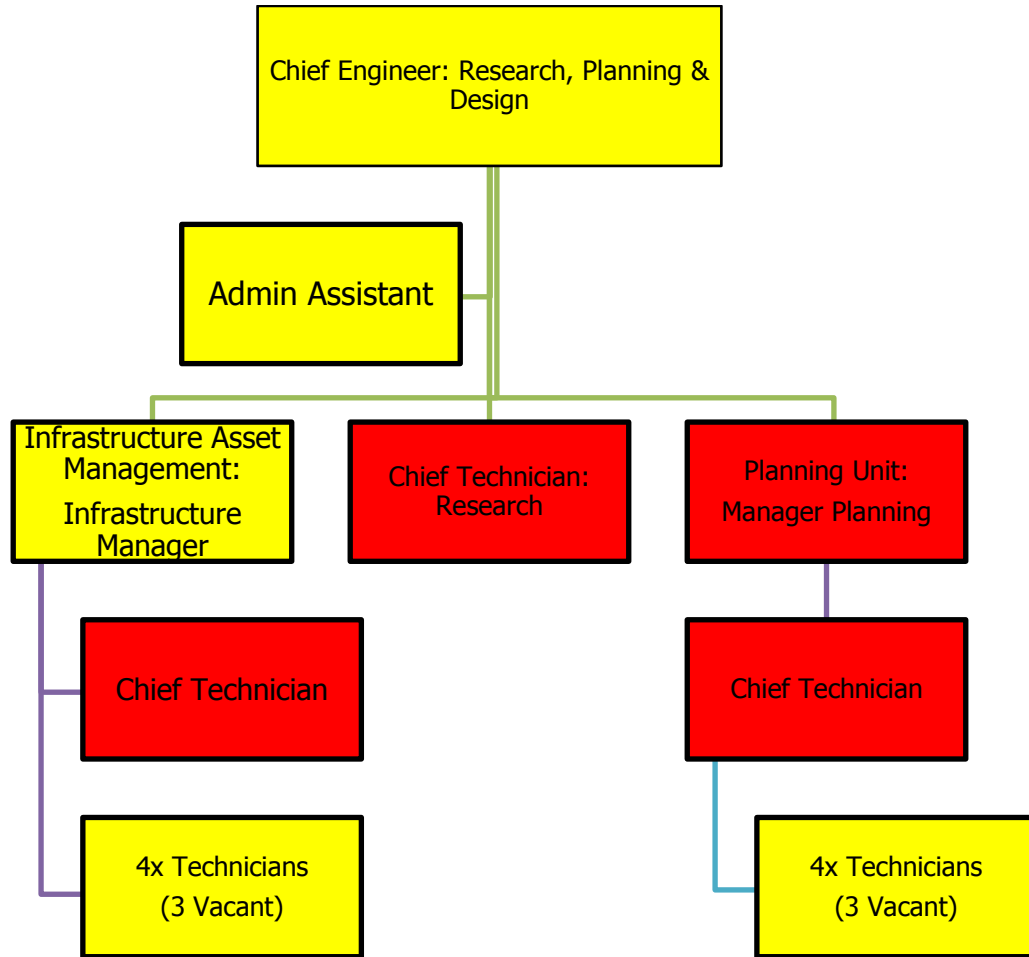 Chief Engineer: Research, Planning &
Design
Admin Assistant
Infrastructure Asset
Management:
Infrastructure
Manager
Chief Technician:
Research
Planning Unit:
Manager Planning
Chief Technician
Chief Technician
4x Technicians
(3 Vacant)
4x Technicians
(3 Vacant)